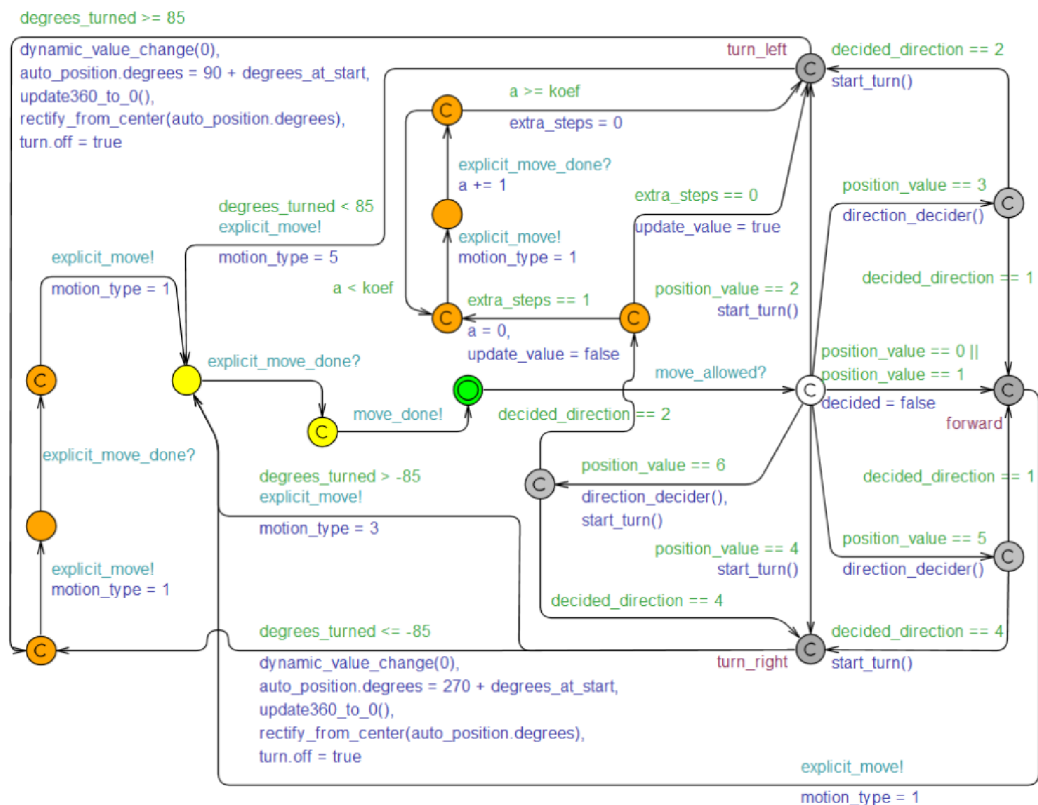 degrees_turned >= 85
dynamic_value_change(0),
auto_position.degrees = 90 + degrees_at_start,
update360_to_0(),
rectify_from_center(auto_position.degrees),
turn.off = true
turn_left
C
decided_direction == 2
start_turn()
a >= koef
extra_steps = 0
C
explicit_move_done?
a += 1
degrees_turned < 85
explicit_move!
motion_type = 5
extra_steps == 0
update_value = true
position_value == 3
direction_decider()
C
explicit_move!
motion_type = 1
explicit_move!
motion_type = 1
a < koef
C
extra_steps == 1
a = 0,
update_value = false
C
position_value == 2
start_turn()
decided_direction == 1
C
explicit_move_done?
C
move_done!
move_allowed?
C
position_value == 0 ||
position_value == 1
decided = false
C
forward
decided_direction == 2
explicit_move_done?
degrees_turned > -85
explicit_move!
motion_type = 3
C
position_value == 6
direction_decider(),
start_turn()
decided_direction == 1
position_value == 5
direction_decider()
C
position_value == 4
start_turn()
explicit_move!
motion_type = 1
decided_direction == 4
C
degrees_turned <= -85
dynamic_value_change(0),
auto_position.degrees = 270 + degrees_at_start,
update360_to_0(),
rectify_from_center(auto_position.degrees),
turn.off = true
turn_right
C
decided_direction == 4
start_turn()
explicit_move!
motion_type = 1